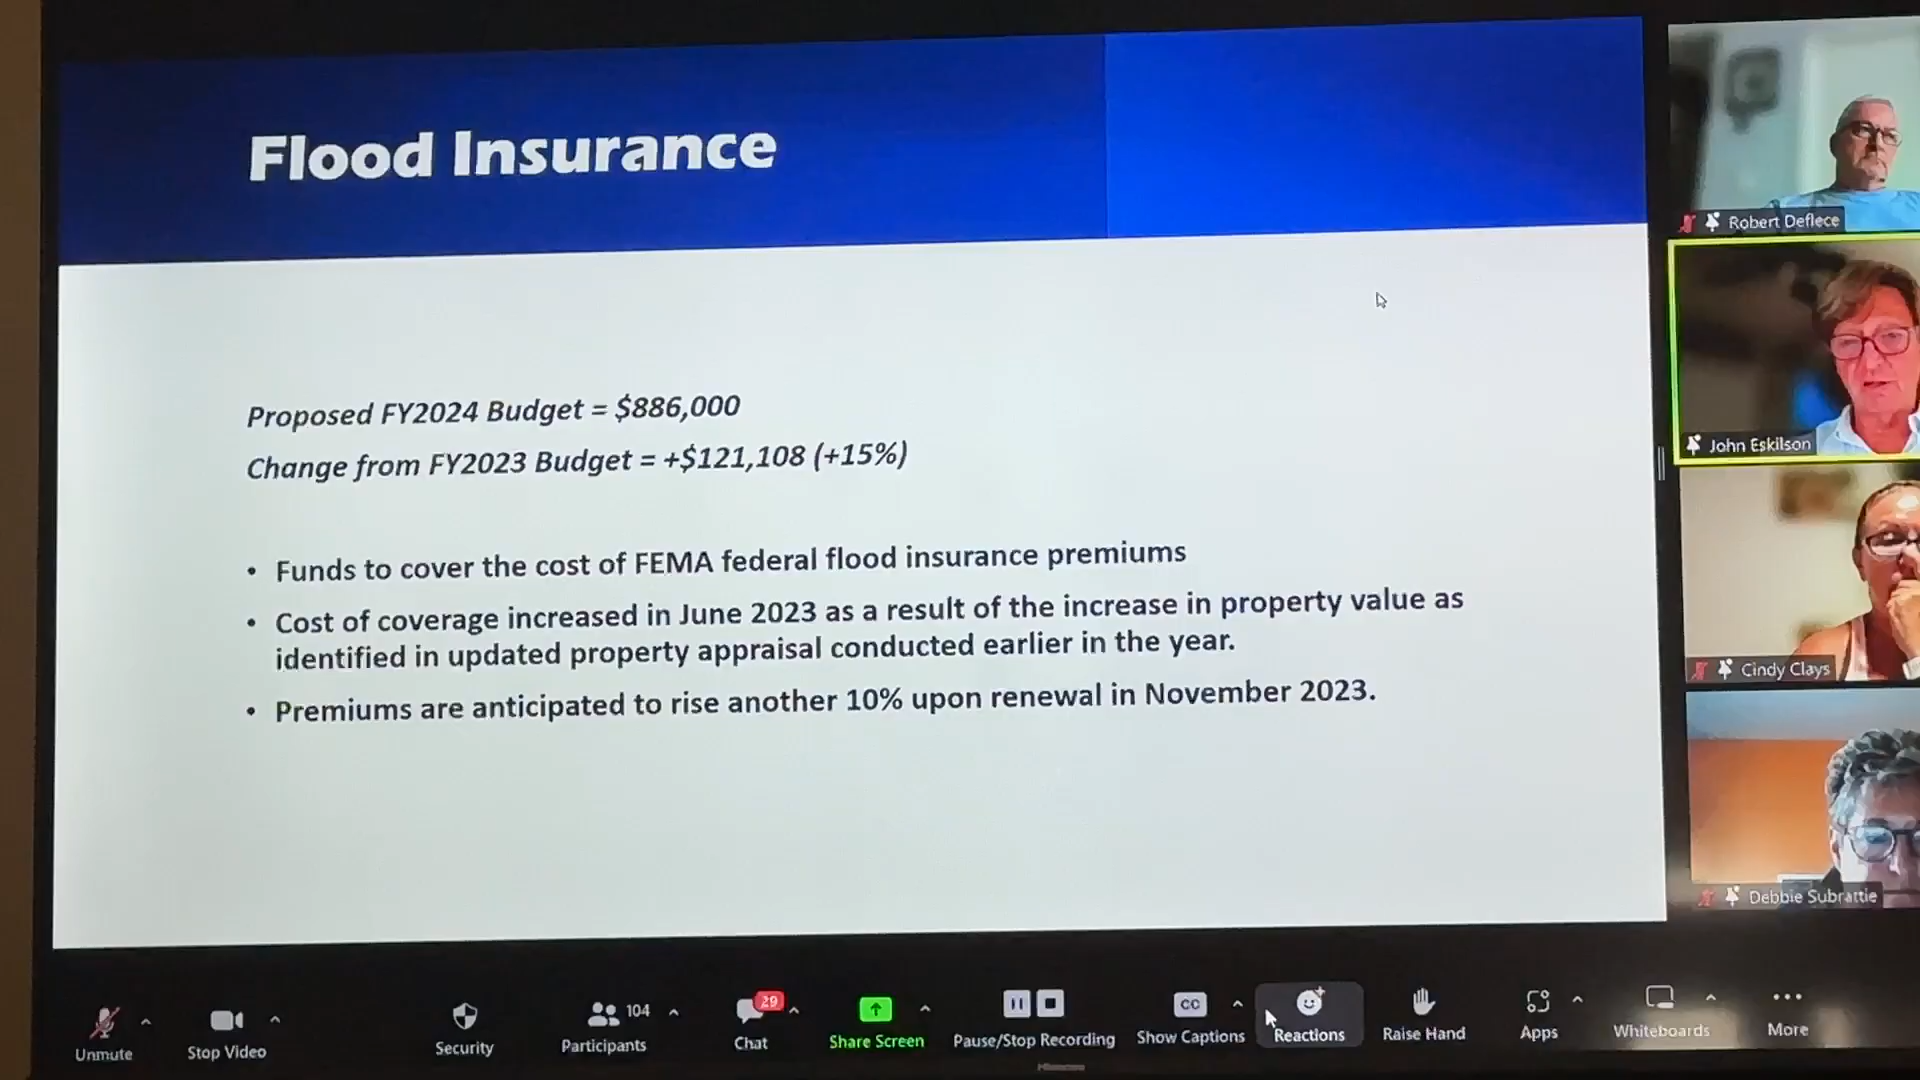 Flood Insurance
Proposed FY2024 Budget = $886,000
Change from FY2023 Budget = +$121,108 (+15%)
• Funds to cover the cost of FEMA federal flood insurance premiums
• Cost of coverage increased in June 2023 as a result of the increase in property value as
identified in updated property appraisal conducted earlier in the year.
• Premiums are anticipated to rise another 10% upon renewal in November 2023.
Robert Deflece
John Eskilson
Cindy Clays
Debbie Subrattie
Unmute
Stop Video
Security
104
Participants
29
Chat
Share Screen
Pause/Stop Recording
CC
Show Captions
Reactions
Raise Hand
Apps
Whiteboards
More
Hisense